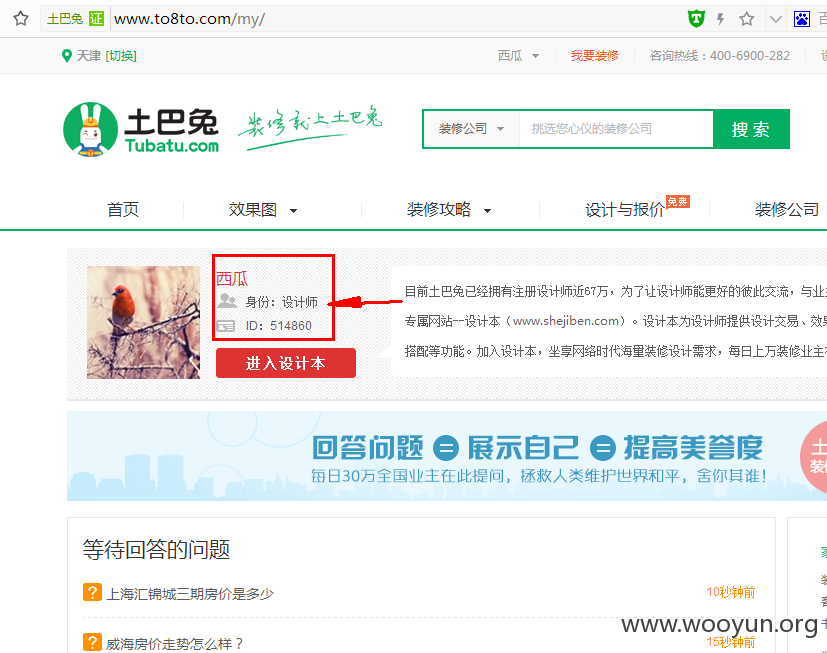 土巴兔 证 www.to8to.com/my/
天津 [切换] 西瓜 我要装修 咨询热线：400-6900-282
土巴兔
Tubatu.com
装修就上土巴兔
装修公司 挑选您心仪的装修公司 搜 索
首页 效果图 装修攻略 设计与报价 免费 装修公司
西瓜
身份：设计师
ID：514860
进入设计本
目前土巴兔已经拥有注册设计师近67万，为了让设计师能更好的彼此交流，与业
专属网站--设计本（www.shejiben.com）。设计本为设计师提供设计交易、效果
搭配等功能。加入设计本，坐享网络时代海量装修设计需求，每日上万装修业主
回答问题 = 展示自己 = 提高美誉度
每日30万全国业主在此提问，拯救人类维护世界和平，舍你其谁！
土
装修
等待回答的问题
? 上海汇锦城三期房价是多少 10秒钟前
? 威海房价走势怎么样？ 15秒钟前
www.wooyun.org